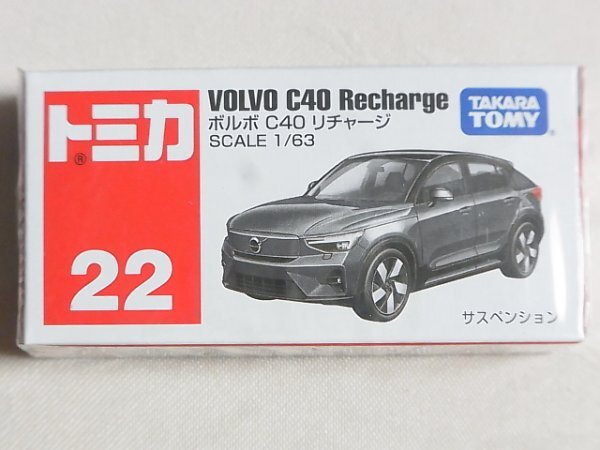 トミカ
®
22
VOLVO C40 Recharge
ボルボ C40 リチャージ
SCALE 1/63
TAKARA
TOMY
サスペンション